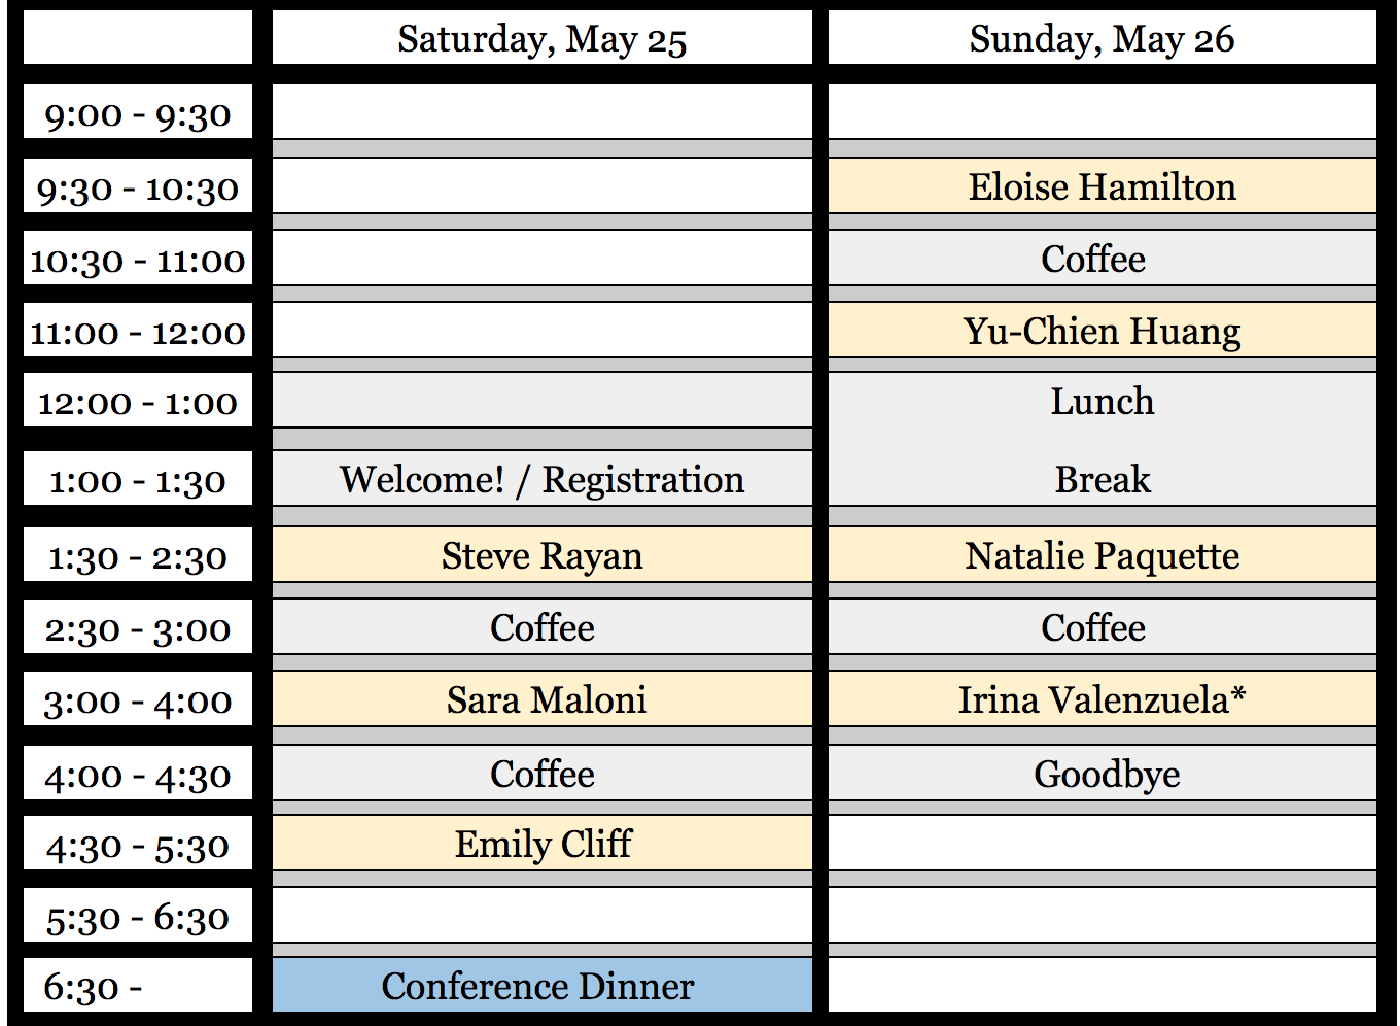 Saturday, May 25 Sunday, May 26
9:00 - 9:30
9:30 - 10:30 Eloise Hamilton
10:30 - 11:00 Coffee
11:00 - 12:00 Yu-Chien Huang
12:00 - 1:00 Lunch
1:00 - 1:30 Welcome! / Registration Break
1:30 - 2:30 Steve Rayan Natalie Paquette
2:30 - 3:00 Coffee Coffee
3:00 - 4:00 Sara Maloni Irina Valenzuela*
4:00 - 4:30 Coffee Goodbye
4:30 - 5:30 Emily Cliff
5:30 - 6:30
6:30 - Conference Dinner